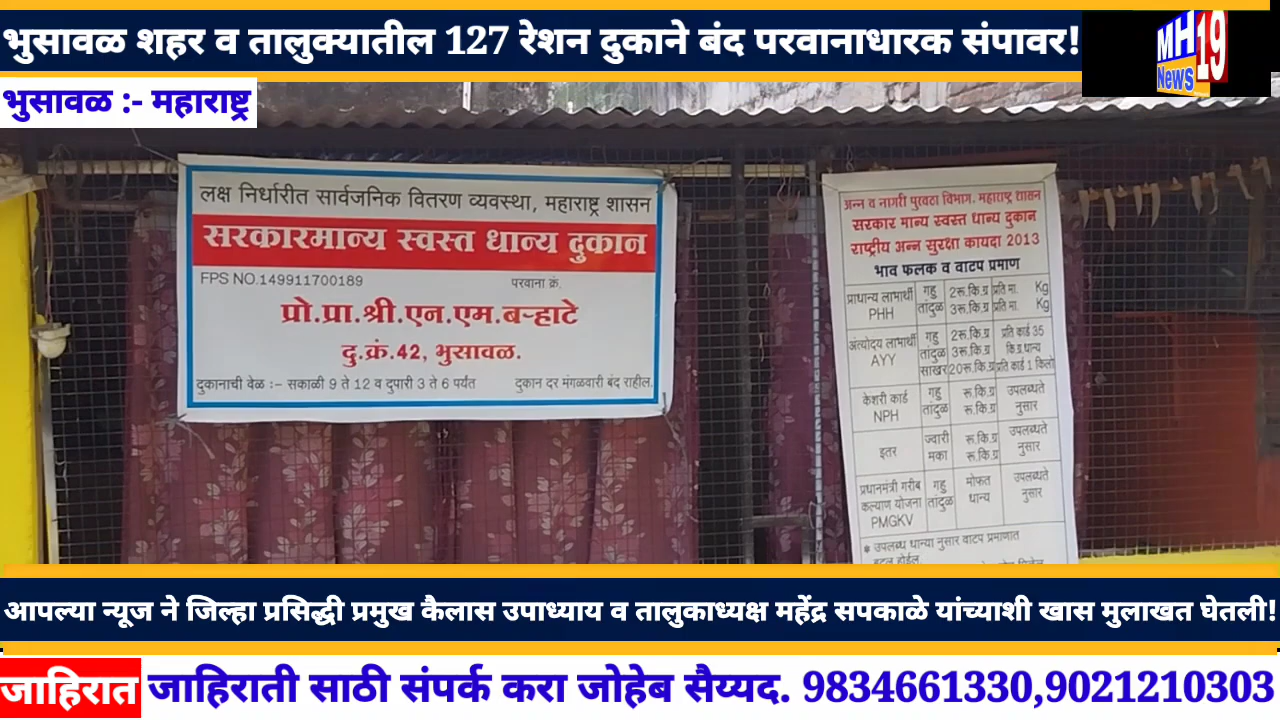 भुसावळ शहर व तालुक्यातील 127 रेशन दुकाने बंद परवानाधारक संपावर!
MH 19 News
भुसावळ :- महाराष्ट्र
लक्ष निर्धारीत सार्वजनिक वितरण व्यवस्था, महाराष्ट्र शासन
सरकारमान्य स्वस्त धान्य दुकान
FPS NO.149911700189 परवाना क्रं.
प्रो.प्रा.श्री.एन.एम.बऱ्हाटे
दु.क्रं.42, भुसावळ.
दुकानाची वेळ :– सकाळी 9 ते 12 व दुपारी 3 ते 6 पर्यंत दुकान दर मंगळवारी बंद राहील.
अन्न व नागरी पुरवठा विभाग, महाराष्ट्र शासन
सरकार मान्य स्वस्त धान्य दुकान
राष्ट्रीय अन्न सुरक्षा कायदा 2013
भाव फलक व वाटप प्रमाण
प्राधान्य लाभार्थी गहु 2रू.कि.ग्र प्रति मा. Kg
PHH तांदुळ 3रू.कि.ग्र प्रति मा. Kg
अंत्योदय लाभार्थी गहु 2रू.कि.ग्र प्रति कार्ड 35
AYY तादुळ 3रू.कि.ग्र कि.ग्र.धान्य
साखर 20रू.कि.ग्र प्रति कार्ड 1 किलो
केशरी कार्ड गहु रू.कि.ग्र उपलब्धते
NPH तांदुळ रू.कि.ग्र नुसार
इतर ज्वारी रू.कि.ग्र उपलब्धते
मका रू.कि.ग्र नुसार
प्रधानमंत्री गरीब गहु मोफत उपलब्धते
कल्याण योजना तांदुळ धान्य नुसार
PMGKV
* उपलब्ध धान्या नुसार वाटप प्रमाणात
आपल्या न्यूज ने जिल्हा प्रसिद्धी प्रमुख कैलास उपाध्याय व तालुकाध्यक्ष महेंद्र सपकाळे यांच्याशी खास मुलाखत घेतली!
जाहिरात जाहिराती साठी संपर्क करा जोहेब सैय्यद. 9834661330,9021210303